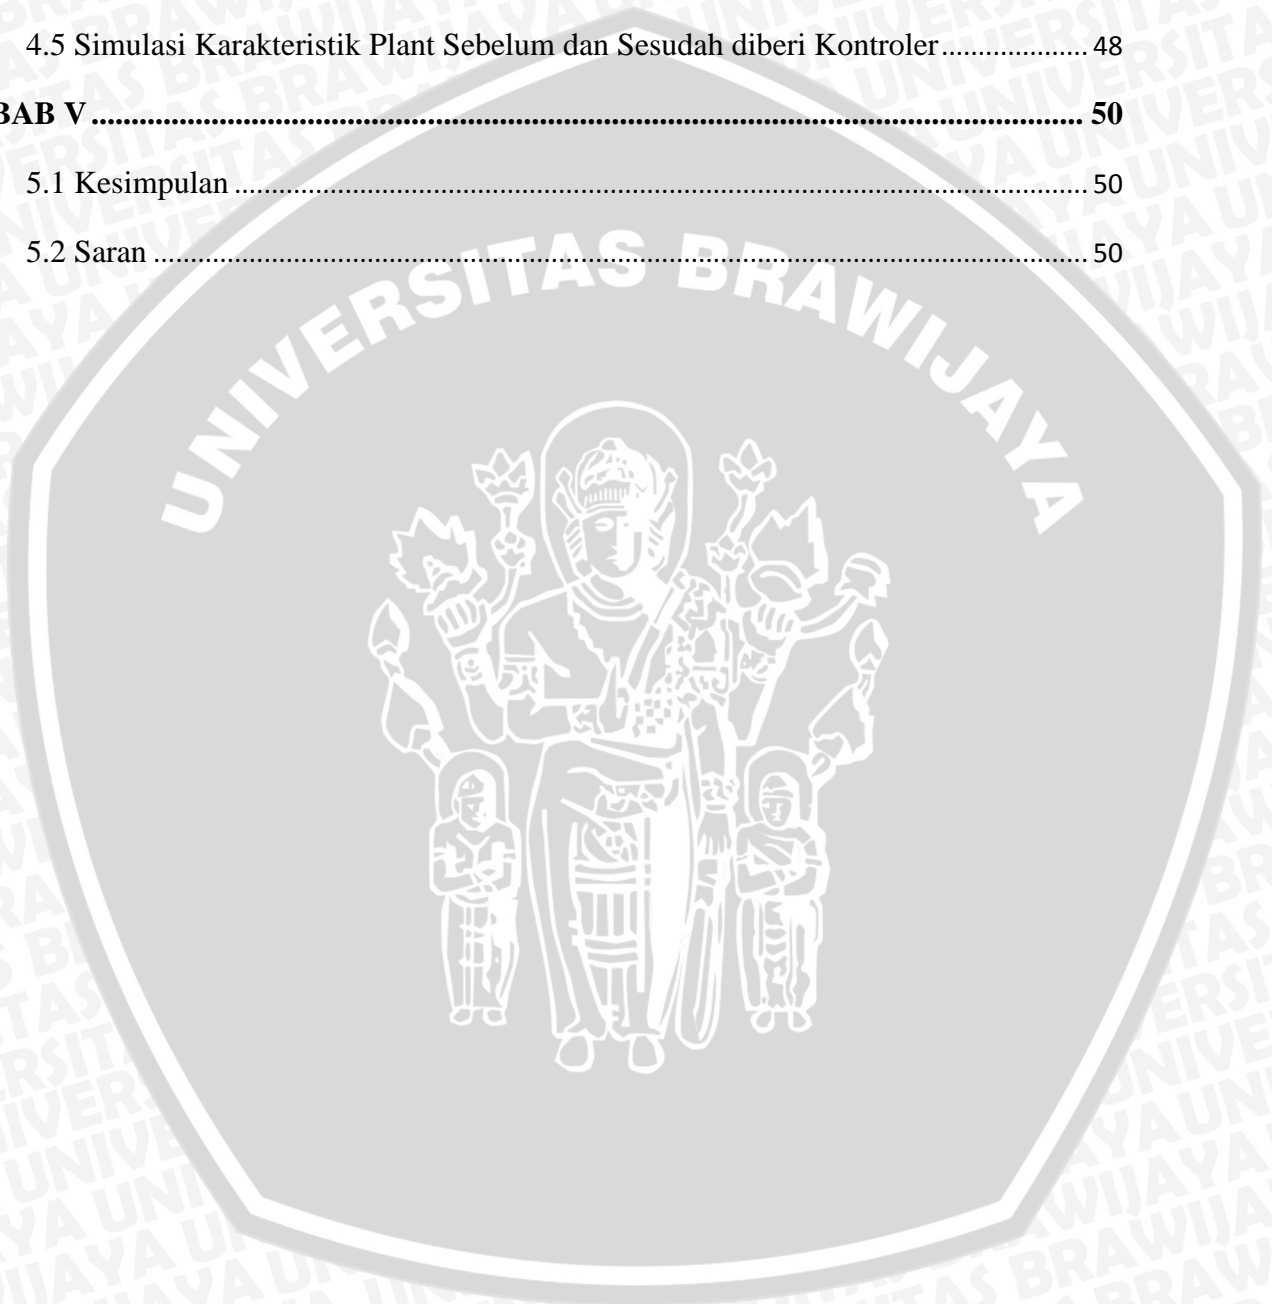 4.5 Simulasi Karakteristik Plant Sebelum dan Sesudah diberi Kontroler.................. 48
BAB V............................................................................................................................ 50
5.1 Kesimpulan........................................................................................................... 50
5.2 Saran..................................................................................................................... 50
UNIVERSITAS BRAWIJAYA